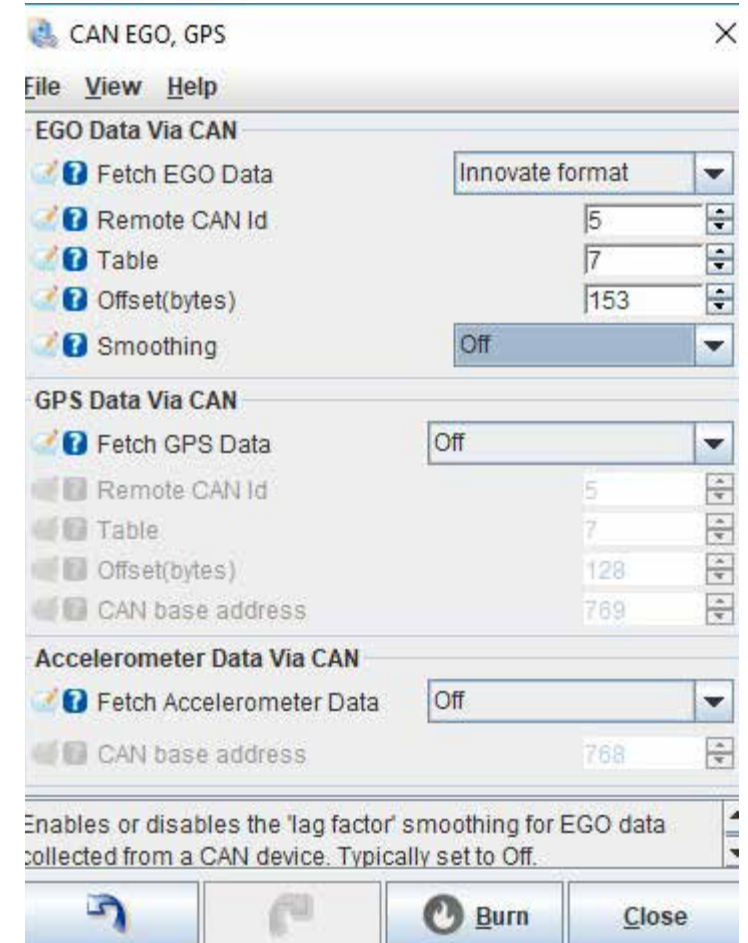 CAN EGO, GPS
File View Help
EGO Data Via CAN
Fetch EGO Data Innovate format
Remote CAN Id 5
Table 7
Offset(bytes) 153
Smoothing Off
GPS Data Via CAN
Fetch GPS Data Off
Remote CAN Id 5
Table 7
Offset(bytes) 128
CAN base address 769
Accelerometer Data Via CAN
Fetch Accelerometer Data Off
CAN base address 768
Enables or disables the 'lag factor' smoothing for EGO data
collected from a CAN device. Typically set to Off.
Burn Close